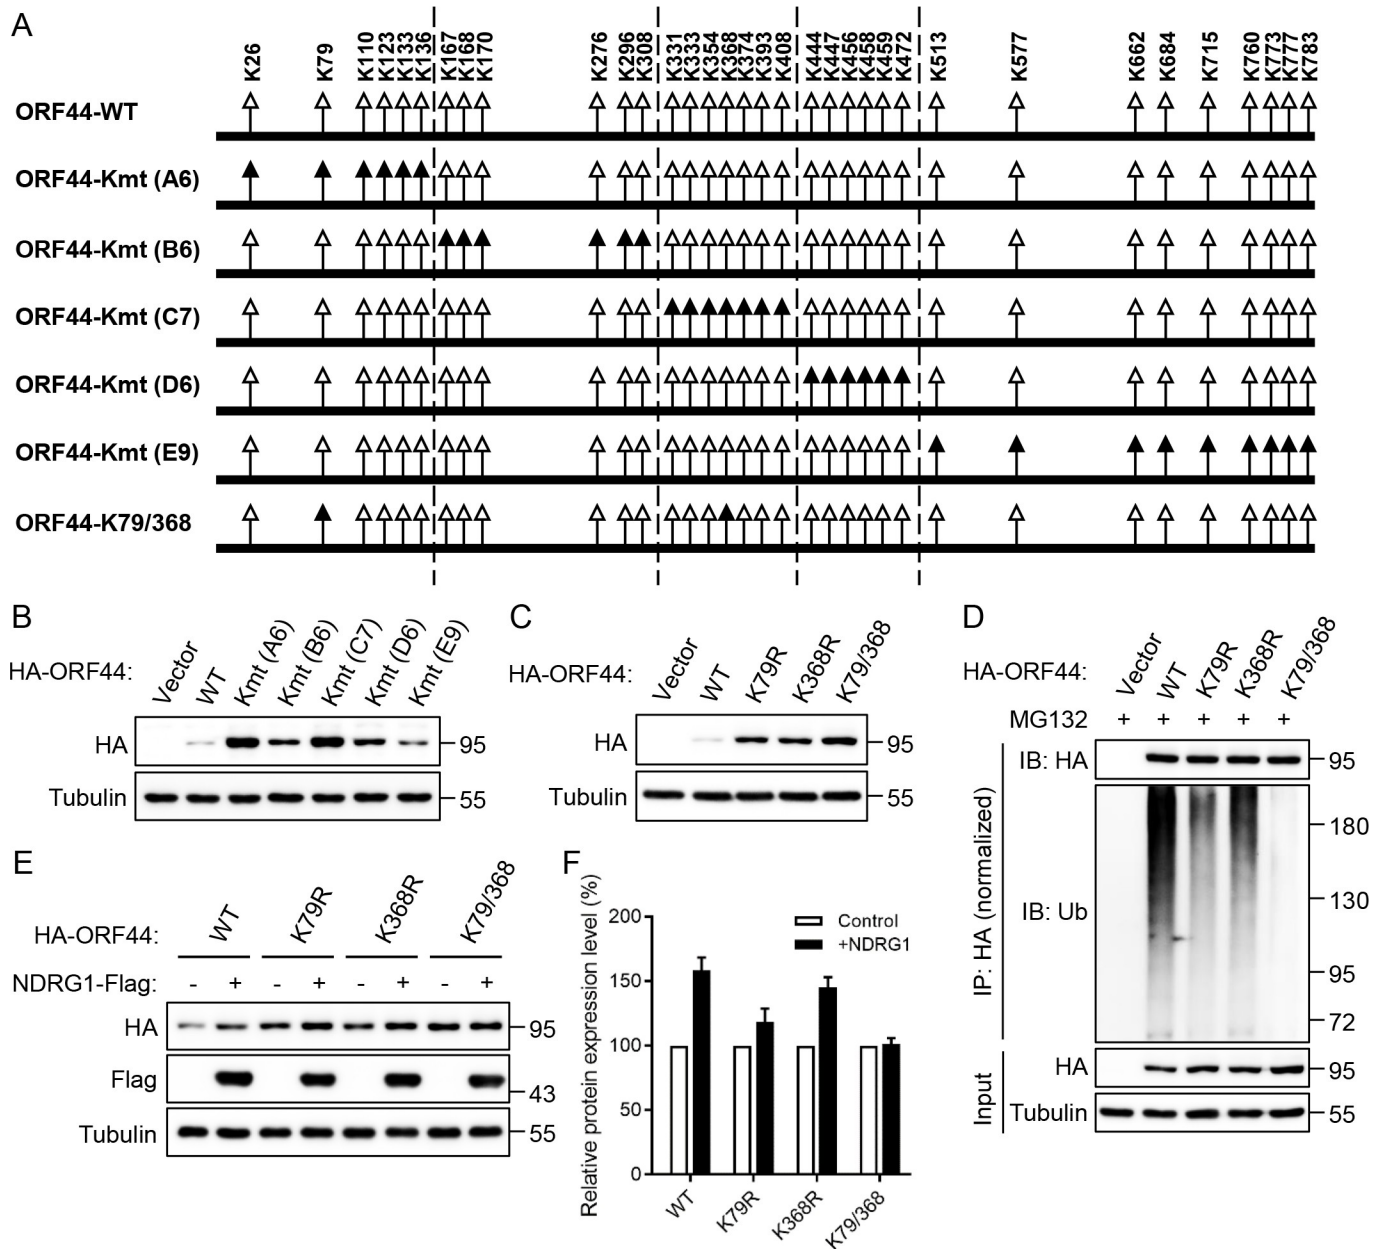 A
K26 K79 K110 K123 K133 K136 K167 K168 K170 K276 K296 K308 K331 K333 K354 K368 K374 K393 K408 K444 K447 K456 K458 K459 K472 K513 K577 K662 K684 K715 K760 K773 K777 K783
ORF44-WT
ORF44-Kmt (A6)
ORF44-Kmt (B6)
ORF44-Kmt (C7)
ORF44-Kmt (D6)
ORF44-Kmt (E9)
ORF44-K79/368
B
HA-ORF44: Vector WT Kmt (A6) Kmt (B6) Kmt (C7) Kmt (D6) Kmt (E9)
HA 95
Tubulin 55
C
HA-ORF44: Vector WT K79R K368R K79/368
HA 95
Tubulin 55
D
HA-ORF44: Vector WT K79R K368R K79/368
MG132 + + + + +
IP: HA (normalized)
IB: HA 95
IB: Ub
180
130
95
72
Input
HA 95
Tubulin 55
E
HA-ORF44: WT K79R K368R K79/368
NDRG1-Flag: - + - + - + - +
HA 95
Flag 43
Tubulin 55
F
Relative protein expression level (%)
200
150
100
50
0
Control
+NDRG1
WT K79R K368R K79/368